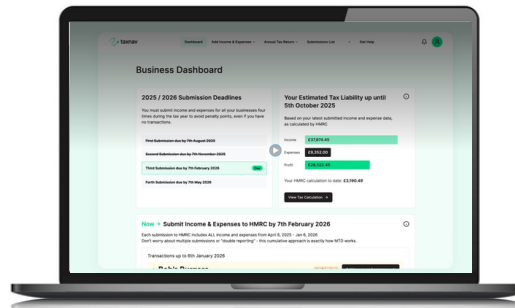 taxnav
Dashboard Add Income & Expenses Annual Tax Return Submissions List Get Help
Business Dashboard
2025 / 2026 Submission Deadlines
You must submit income and expenses for all your businesses four
times during the tax year to avoid penalty points, even if you have
no transactions.
First Submission due by 7th August 2025
Second Submission due by 7th November 2025
Third Submission due by 7th February 2026
Forth Submission due by 7th May 2026
Your Estimated Tax Liability up until
5th October 2025
Based on your latest submitted income and expense data,
as calculated by HMRC
Income
Expenses £9,352.00
Profit
Your HMRC calculation to date: £3,190.49
View Tax Calculation →
Now → Submit Income & Expenses to HMRC by 7th February 2026
Each submission to HMRC includes ALL income and expenses from April 6, 2025 - Jan 6, 2026
Don't worry about multiple submissions or "double reporting" - this cumulative approach is exactly how MTD works.
Transactions up to 6th January 2026